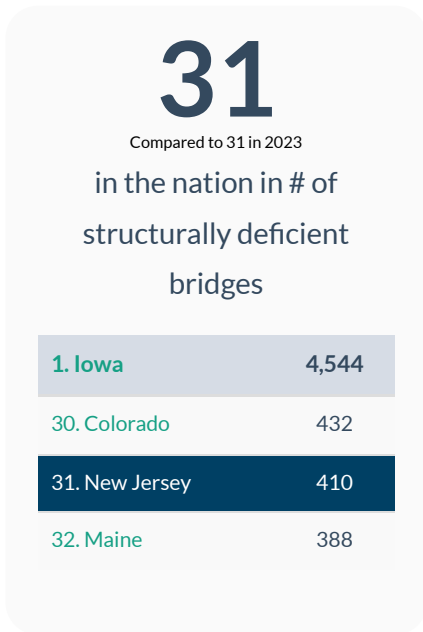 31
Compared to 31 in 2023
in the nation in # of
structurally deficient
bridges
1. Iowa 4,544
30. Colorado 432
31. New Jersey 410
32. Maine 388